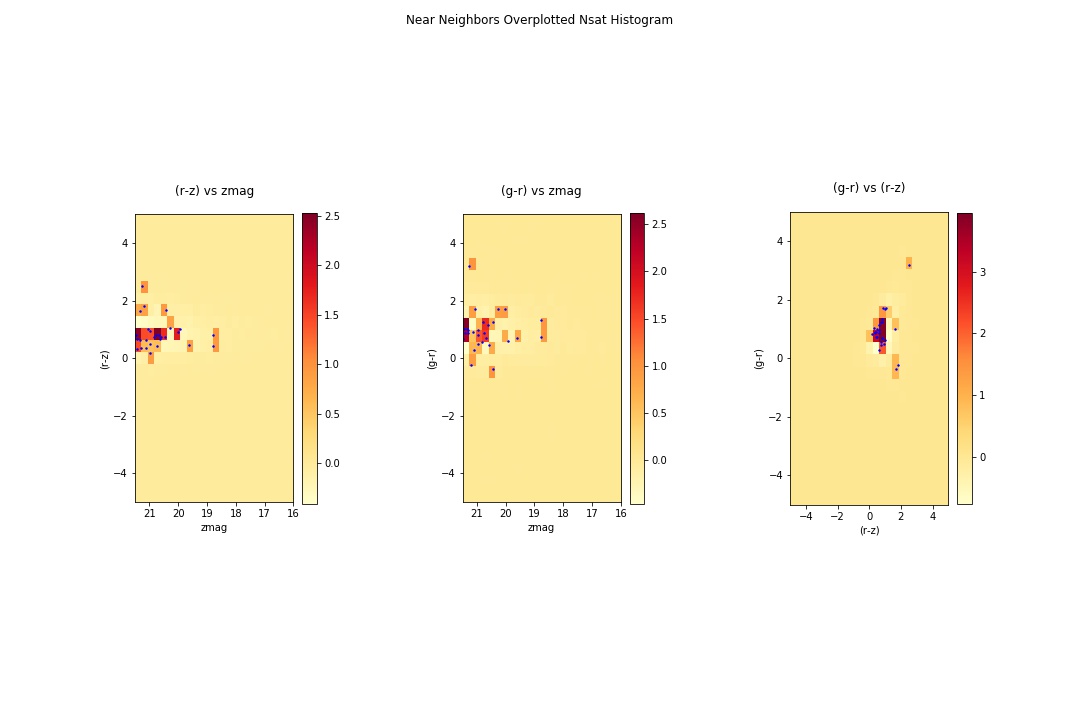 Near Neighbors Overplotted Nsat Histogram
(r-z) vs zmag
(g-r) vs zmag
(g-r) vs (r-z)
4
2
0
−2
−4
(r-z)
21 20 19 18 17 16
zmag
2.5
2.0
1.5
1.0
0.5
0.0
4
2
0
−2
−4
(g-r)
21 20 19 18 17 16
zmag
2.5
2.0
1.5
1.0
0.5
0.0
4
2
0
−2
−4
(g-r)
−4 −2 0 2 4
(r-z)
3
2
1
0